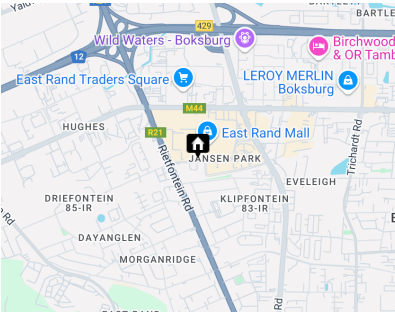 BARTLE
429
Wild Waters - Boksburg
Birchwood
& OR Tamb
12
East Rand Traders Square
LEROY MERLIN
Boksburg
M44
HUGHES
R21
East Rand Mall
JANSEN PARK
Rietfontein Rd
Trichardt Rd
EVELEIGH
DRIEFONTEIN
85-IR
KLIPFONTEIN
83-IR
DAYANGLEN
MORGANRIDGE
Rd